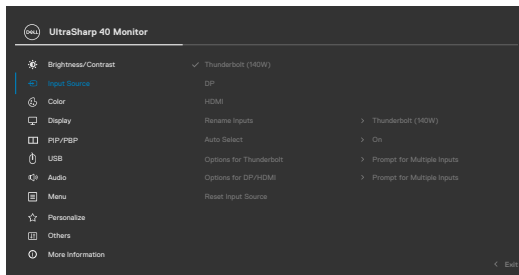 DELL UltraSharp 40 Monitor
Brightness/Contrast ✓ Thunderbolt (140W)
Input Source DP
Color HDMI
Display Rename Inputs > Thunderbolt (140W)
PIP/PBP Auto Select > On
USB Options for Thunderbolt > Prompt for Multiple Inputs
Audio Options for DP/HDMI > Prompt for Multiple Inputs
Menu Reset Input Source
Personalize
Others
More Information
< Exit